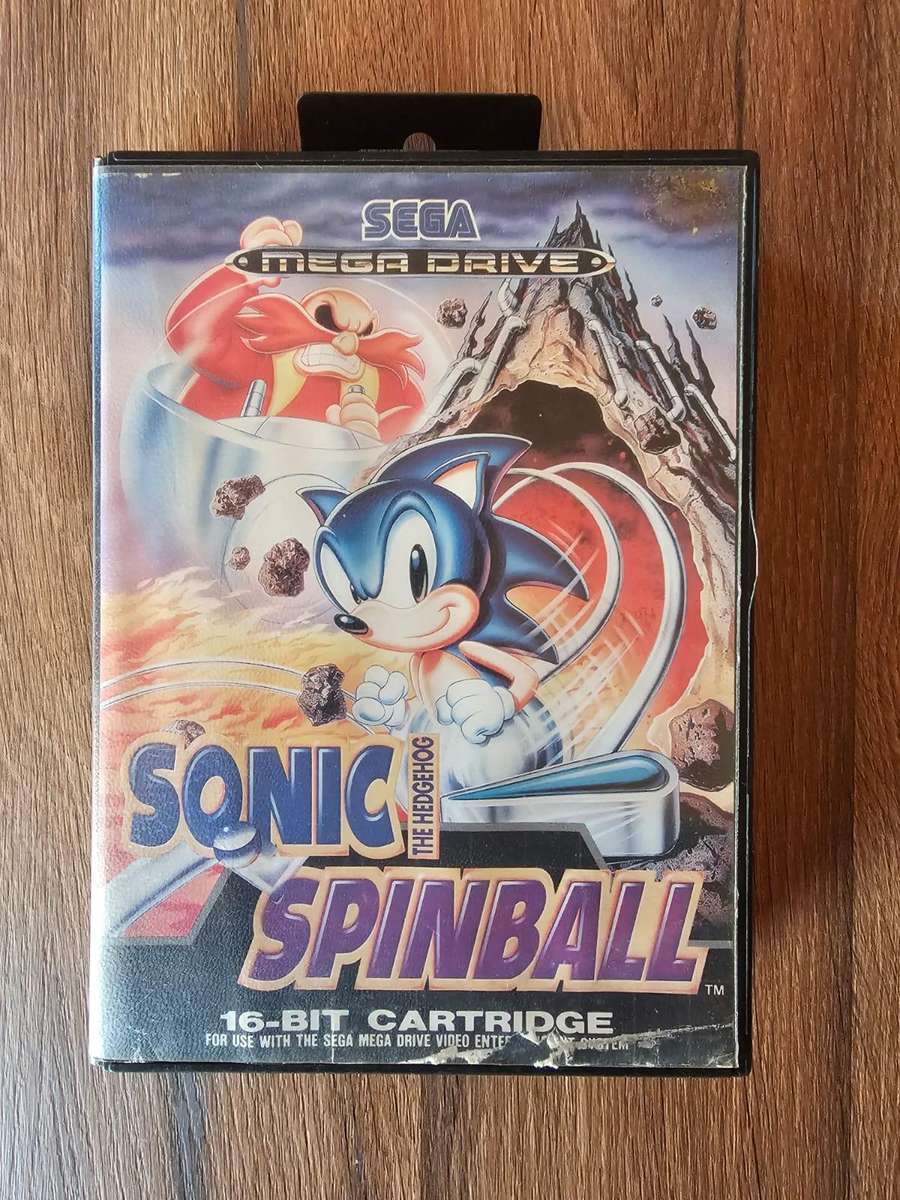 SEGA
MEGA DRIVE
SONIC
THE HEDGEHOG
SPINBALL
TM
16-BIT CARTRIDGE
FOR USE WITH THE SEGA MEGA DRIVE VIDEO SYSTEM